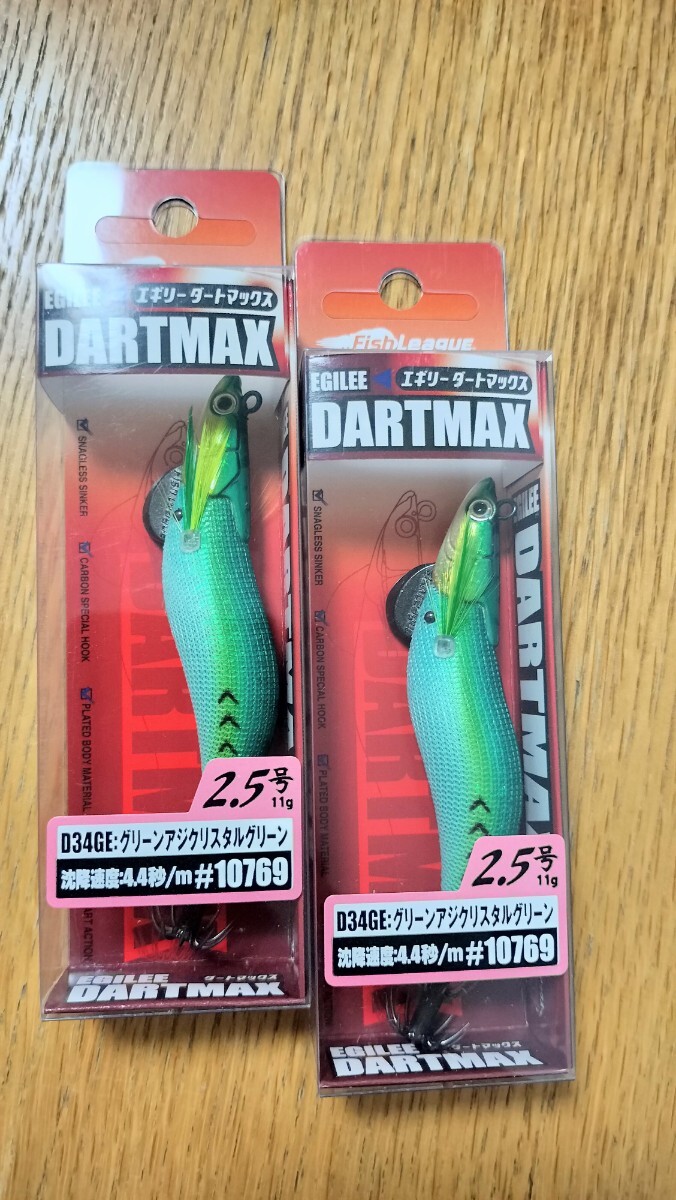 EGILEE エギリーダートマックス
DARTMAX
SNAGLESS SINKER
CARBON SPECIAL HOOK
PLATED BODY MATERIAL
2.5号
11g
D34GE:グリーンアジクリスタルグリーン
沈降速度:4.4秒/m #10769
ART ACTION
EGILEE ダートマックス
DARTMAX
FishLeague
EGILEE エギリーダートマックス
DARTMAX
SNAGLESS SINKER
CARBON SPECIAL HOOK
PLATED BODY MATERIAL
DARTMAX
2.5号
11g
D34GE:グリーンアジクリスタルグリーン
沈降速度:4.4秒/m #10769
EGILEE ダートマックス
DARTMAX